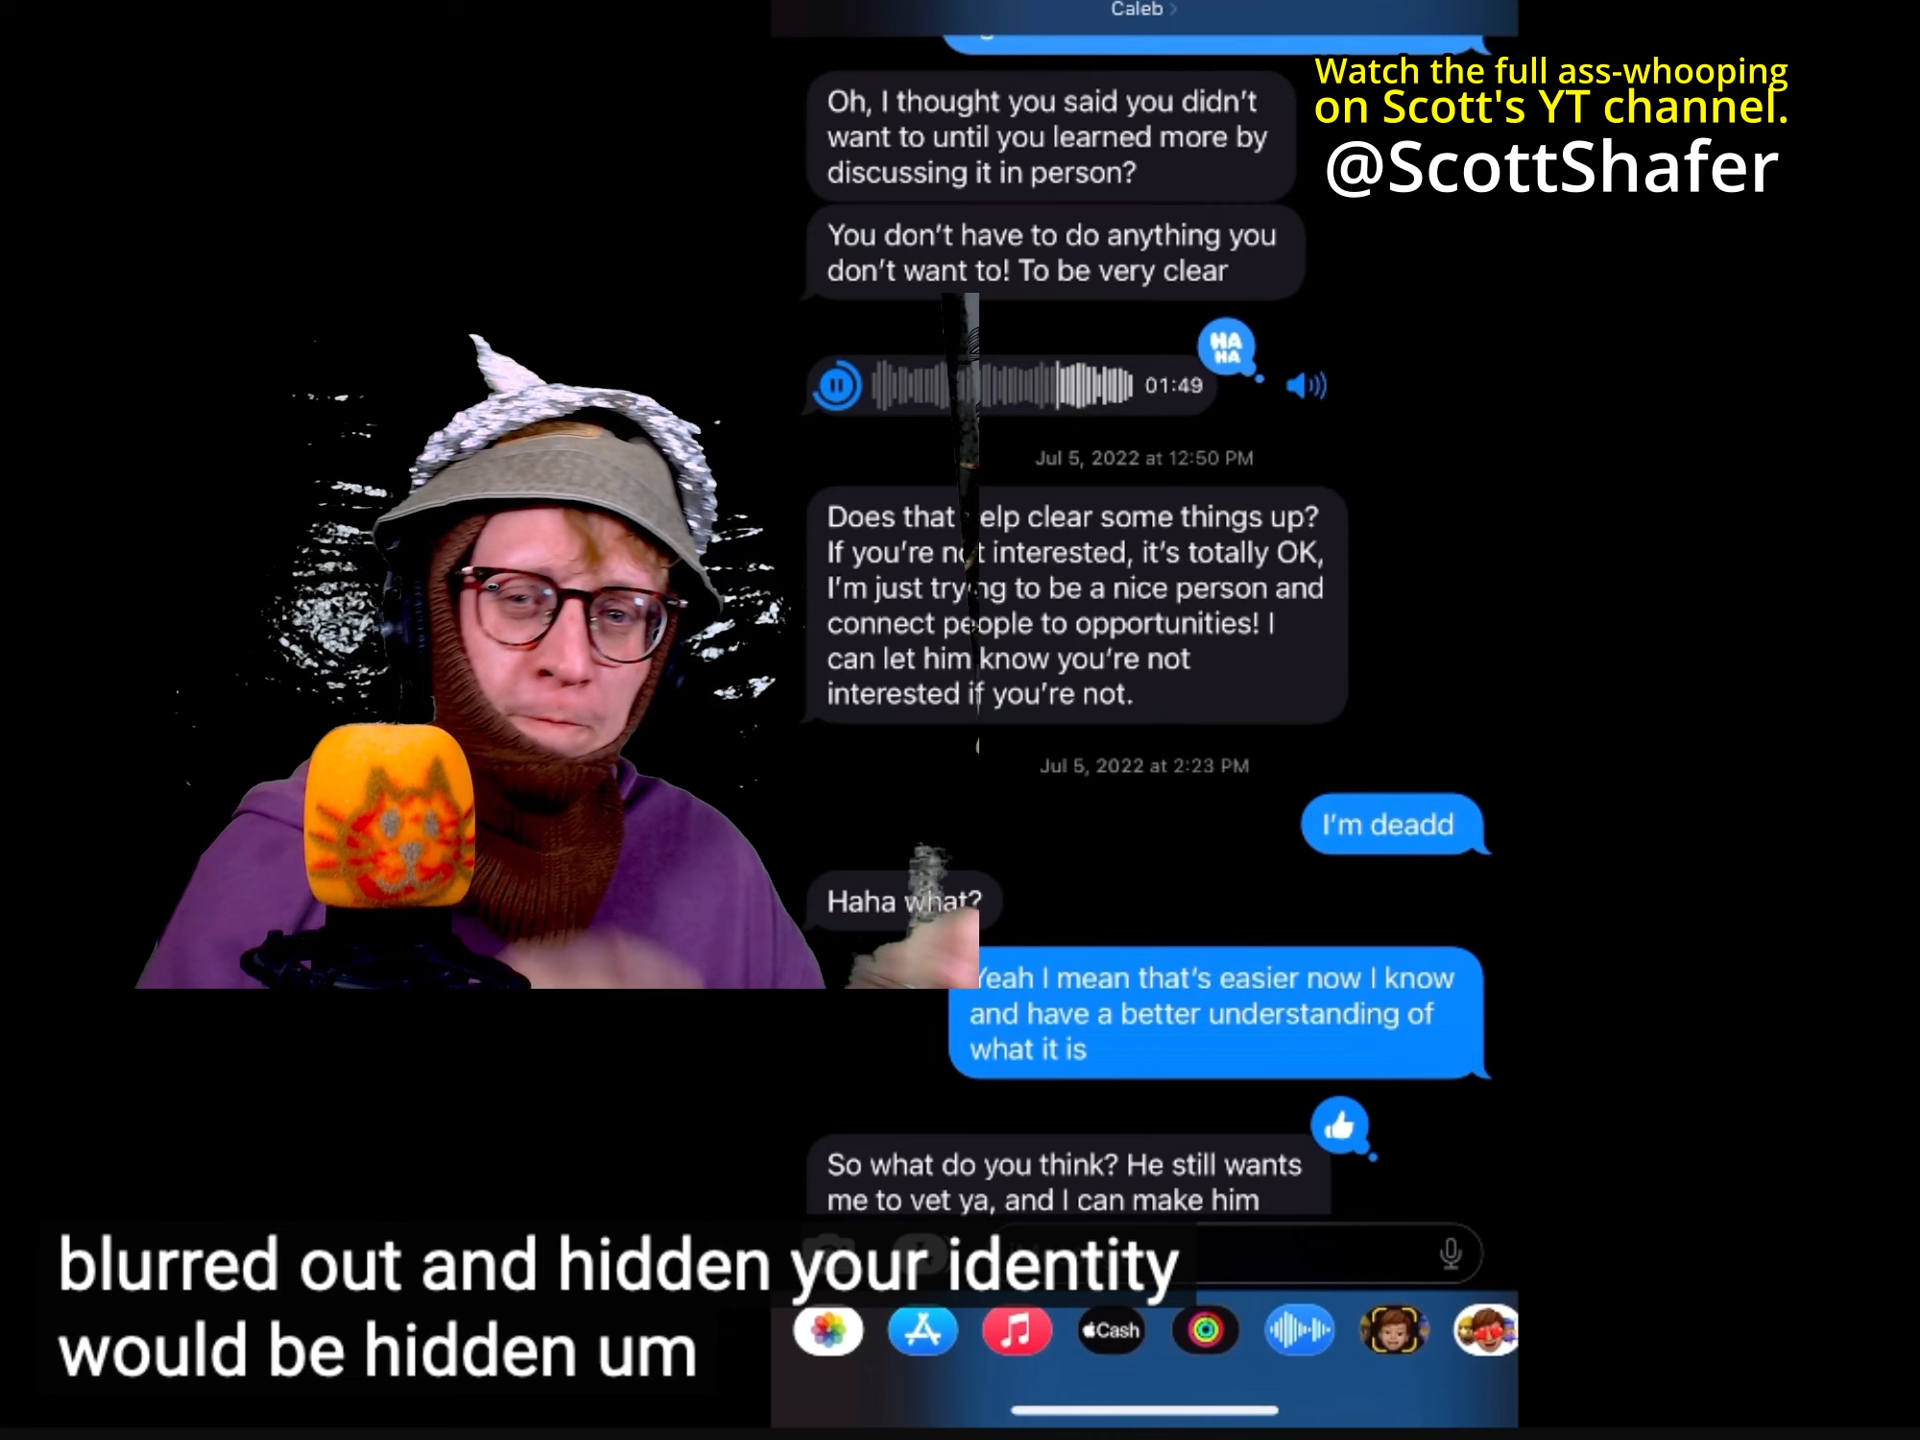 Caleb
Watch the full ass-whooping
on Scott's YT channel.
@ScottShafer
Oh, I thought you said you didn't
want to until you learned more by
discussing it in person?
You don't have to do anything you
don't want to! To be very clear
HA
HA
01:49
Jul 5, 2022 at 12:50 PM
Does that elp clear some things up?
If you're not interested, it's totally OK,
I'm just trying to be a nice person and
connect people to opportunities! I
can let him know you're not
interested if you're not.
Jul 5, 2022 at 2:23 PM
I'm deadd
Haha what?
Yeah I mean that's easier now I know
and have a better understanding of
what it is
So what do you think? He still wants
me to vet ya, and I can make him
blurred out and hidden your identity
would be hidden um
Cash